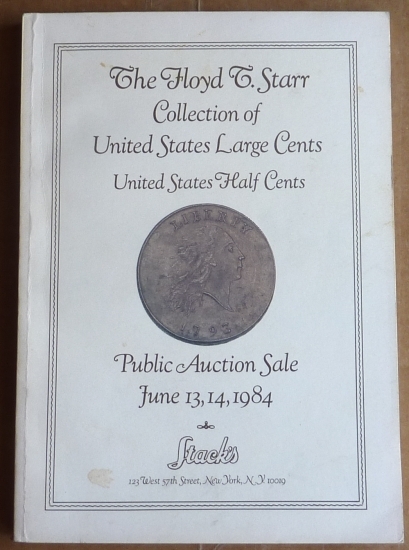 The Floyd T. Starr
Collection of
United States Large Cents
United States Half Cents
LIBERTY
1793
Public Auction Sale
June 13, 14, 1984
Stack's
123 West 57th Street, New York, N.Y. 10019